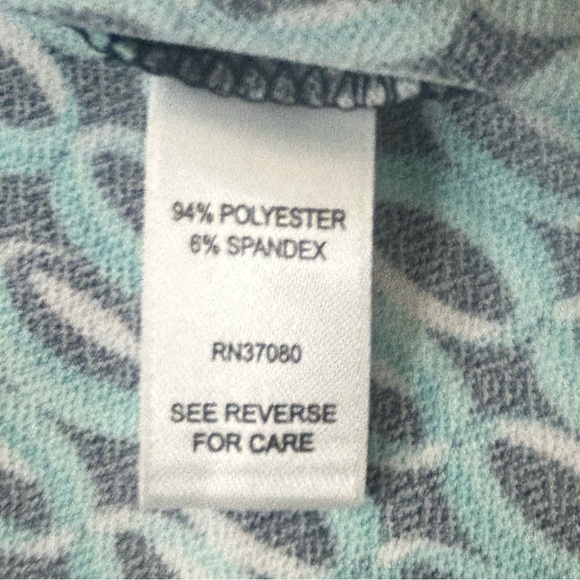 94% POLYESTER
6% SPANDEX
RN37080
SEE REVERSE
FOR CARE